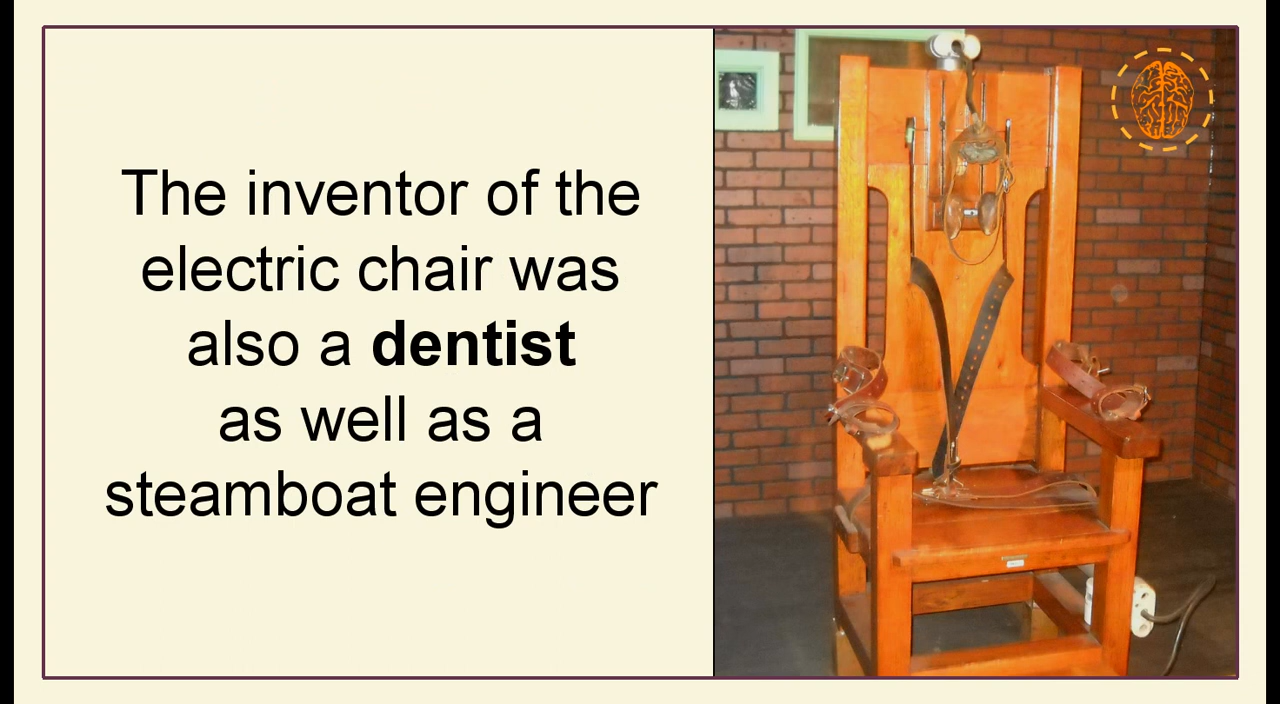 The inventor of the
electric chair was
also a dentist
as well as a
steamboat engineer